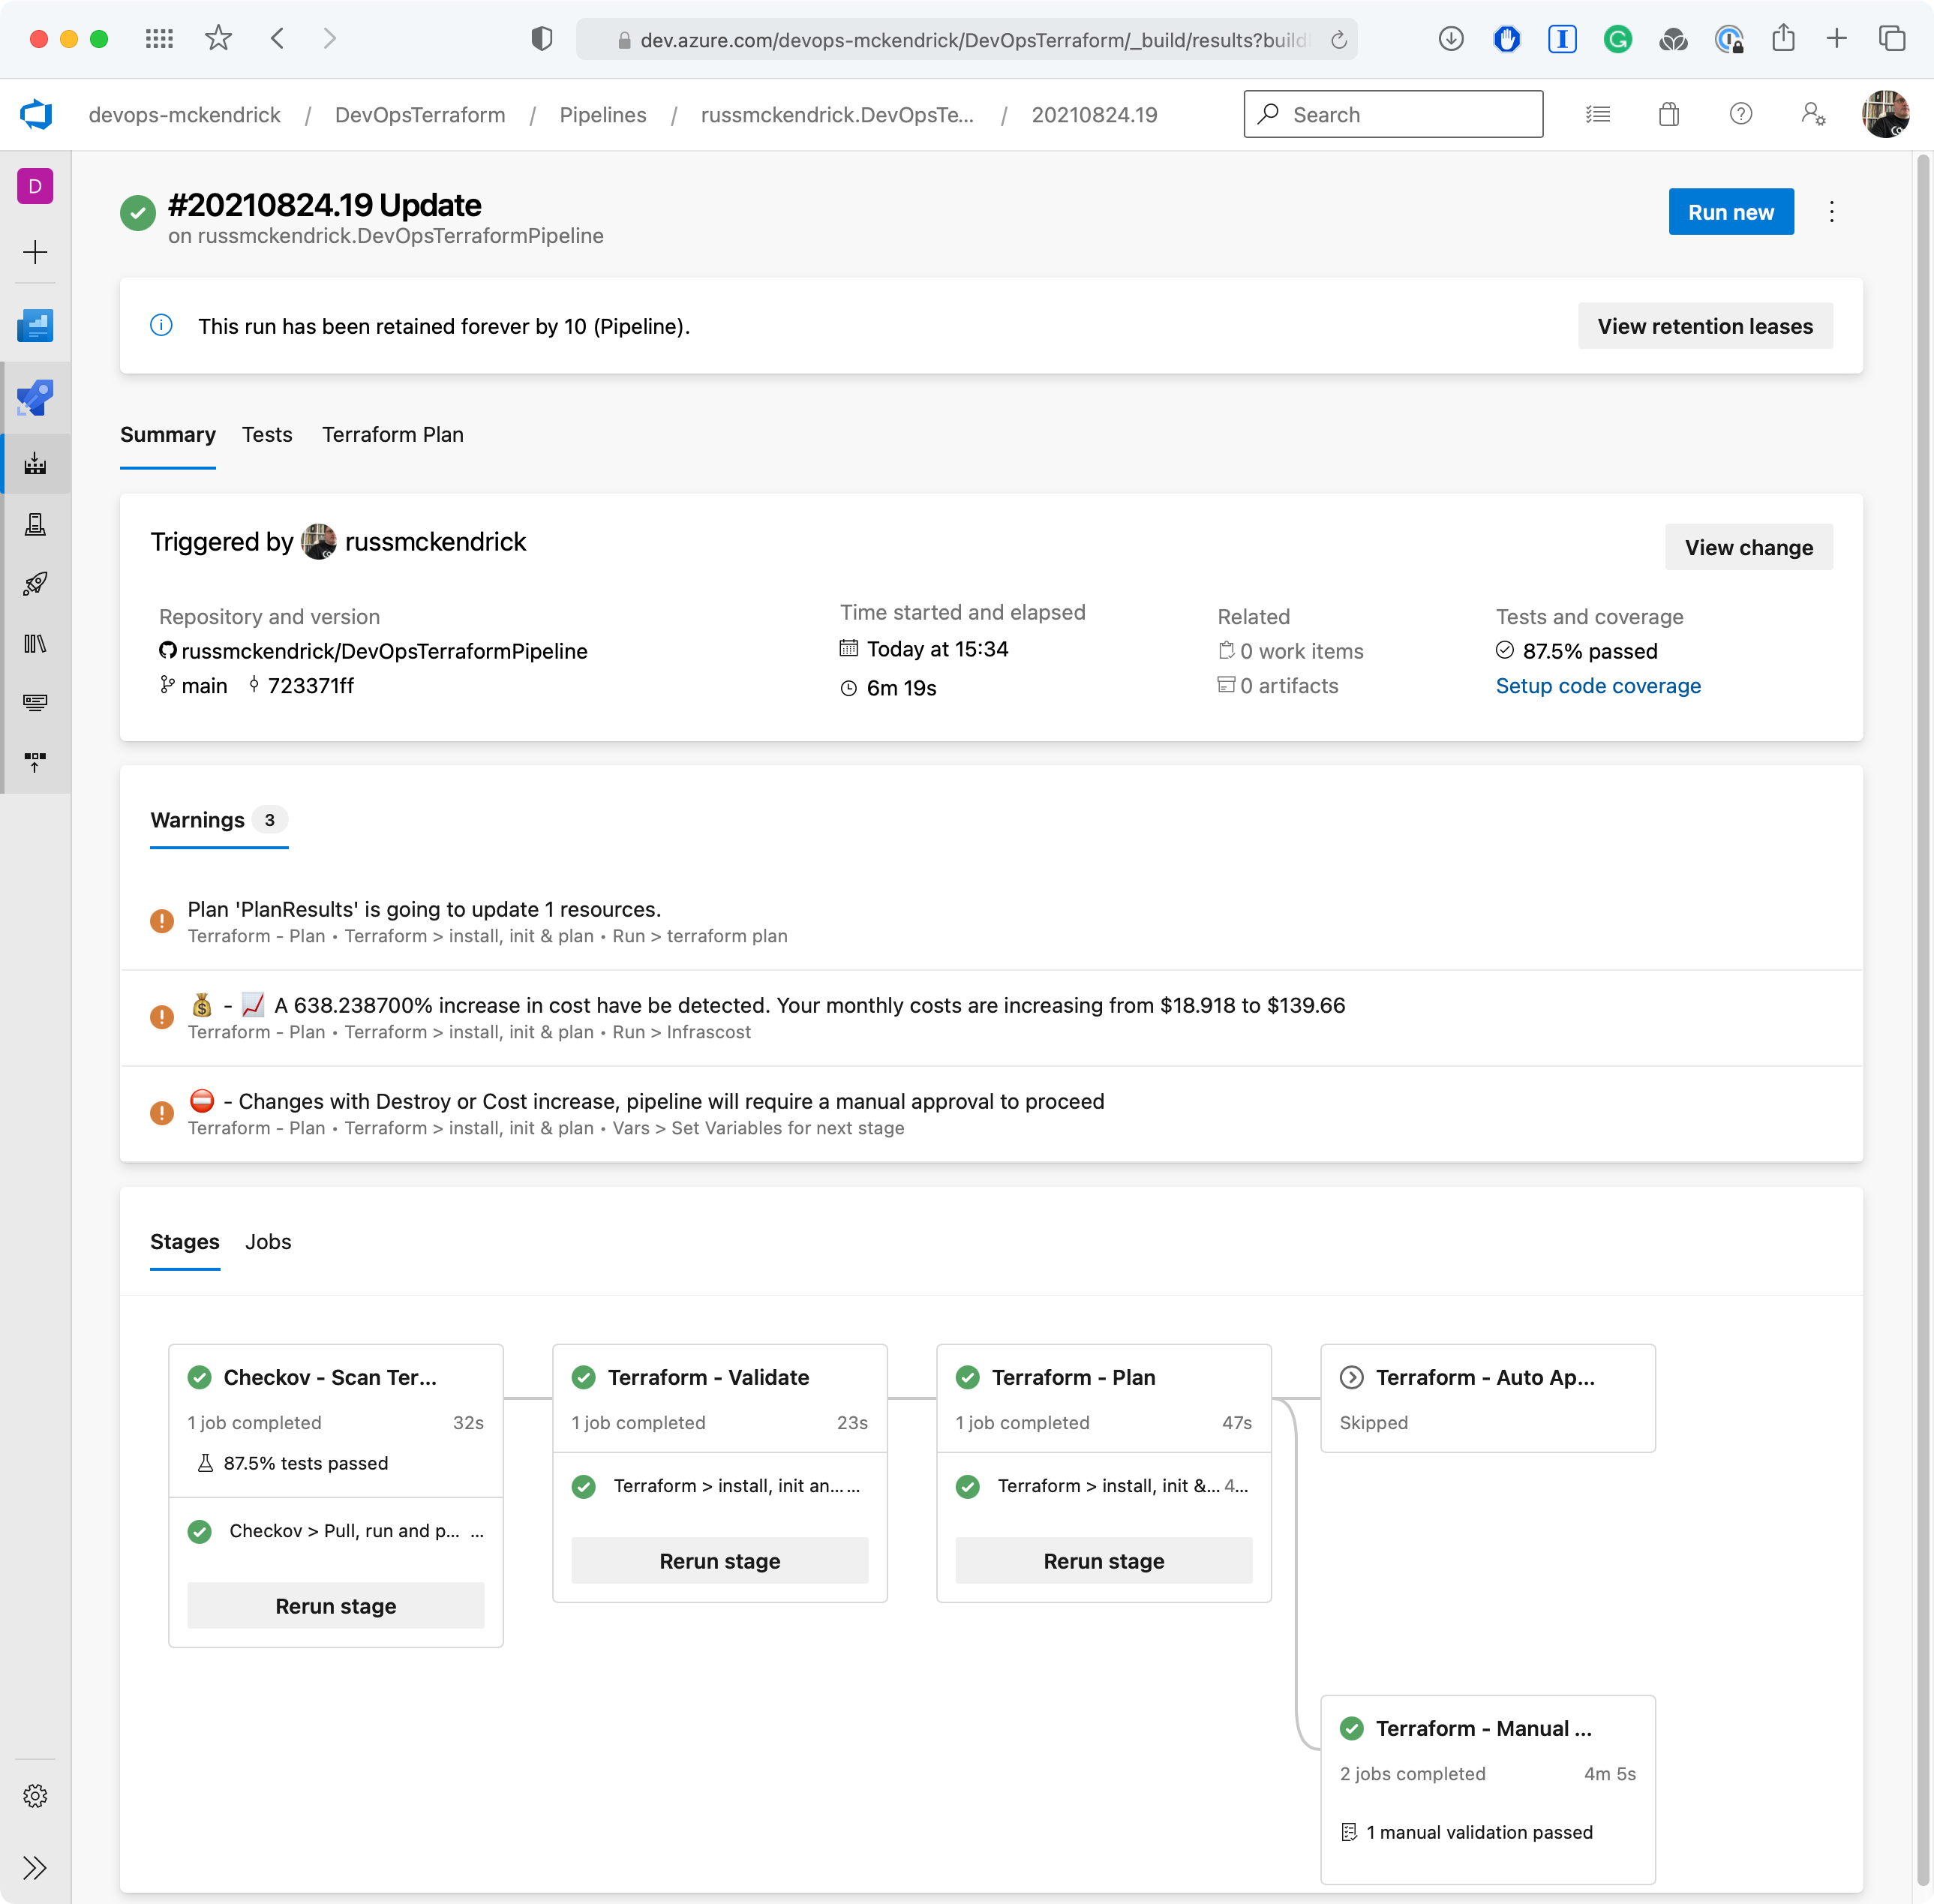 dev.azure.com/devops-mckendrick/DevOpsTerraform/_build/results?build
devops-mckendrick / DevOpsTerraform / Pipelines / russmckendrick.DevOpsTe... / 20210824.19
Search
D
#20210824.19 Update
on russmckendrick.DevOpsTerraformPipeline
Run new
This run has been retained forever by 10 (Pipeline).
View retention leases
Summary Tests Terraform Plan
Triggered by russmckendrick
View change
Repository and version
russmckendrick/DevOpsTerraformPipeline
main 723371ff
Time started and elapsed
Today at 15:34
6m 19s
Related
0 work items
0 artifacts
Tests and coverage
87.5% passed
Setup code coverage
Warnings 3
Plan 'PlanResults' is going to update 1 resources.
Terraform - Plan • Terraform > install, init & plan • Run > terraform plan
💰 - 📈 A 638.238700% increase in cost have be detected. Your monthly costs are increasing from $18.918 to $139.66
Terraform - Plan • Terraform > install, init & plan • Run > Infrascost
⛔ - Changes with Destroy or Cost increase, pipeline will require a manual approval to proceed
Terraform - Plan • Terraform > install, init & plan • Vars > Set Variables for next stage
Stages Jobs
Checkov - Scan Ter...
1 job completed 32s
87.5% tests passed
Checkov > Pull, run and p... ...
Rerun stage
Terraform - Validate
1 job completed 23s
Terraform > install, init an... ...
Rerun stage
Terraform - Plan
1 job completed 47s
Terraform > install, init &... 4...
Rerun stage
Terraform - Auto Ap...
Skipped
Terraform - Manual ...
2 jobs completed 4m 5s
1 manual validation passed